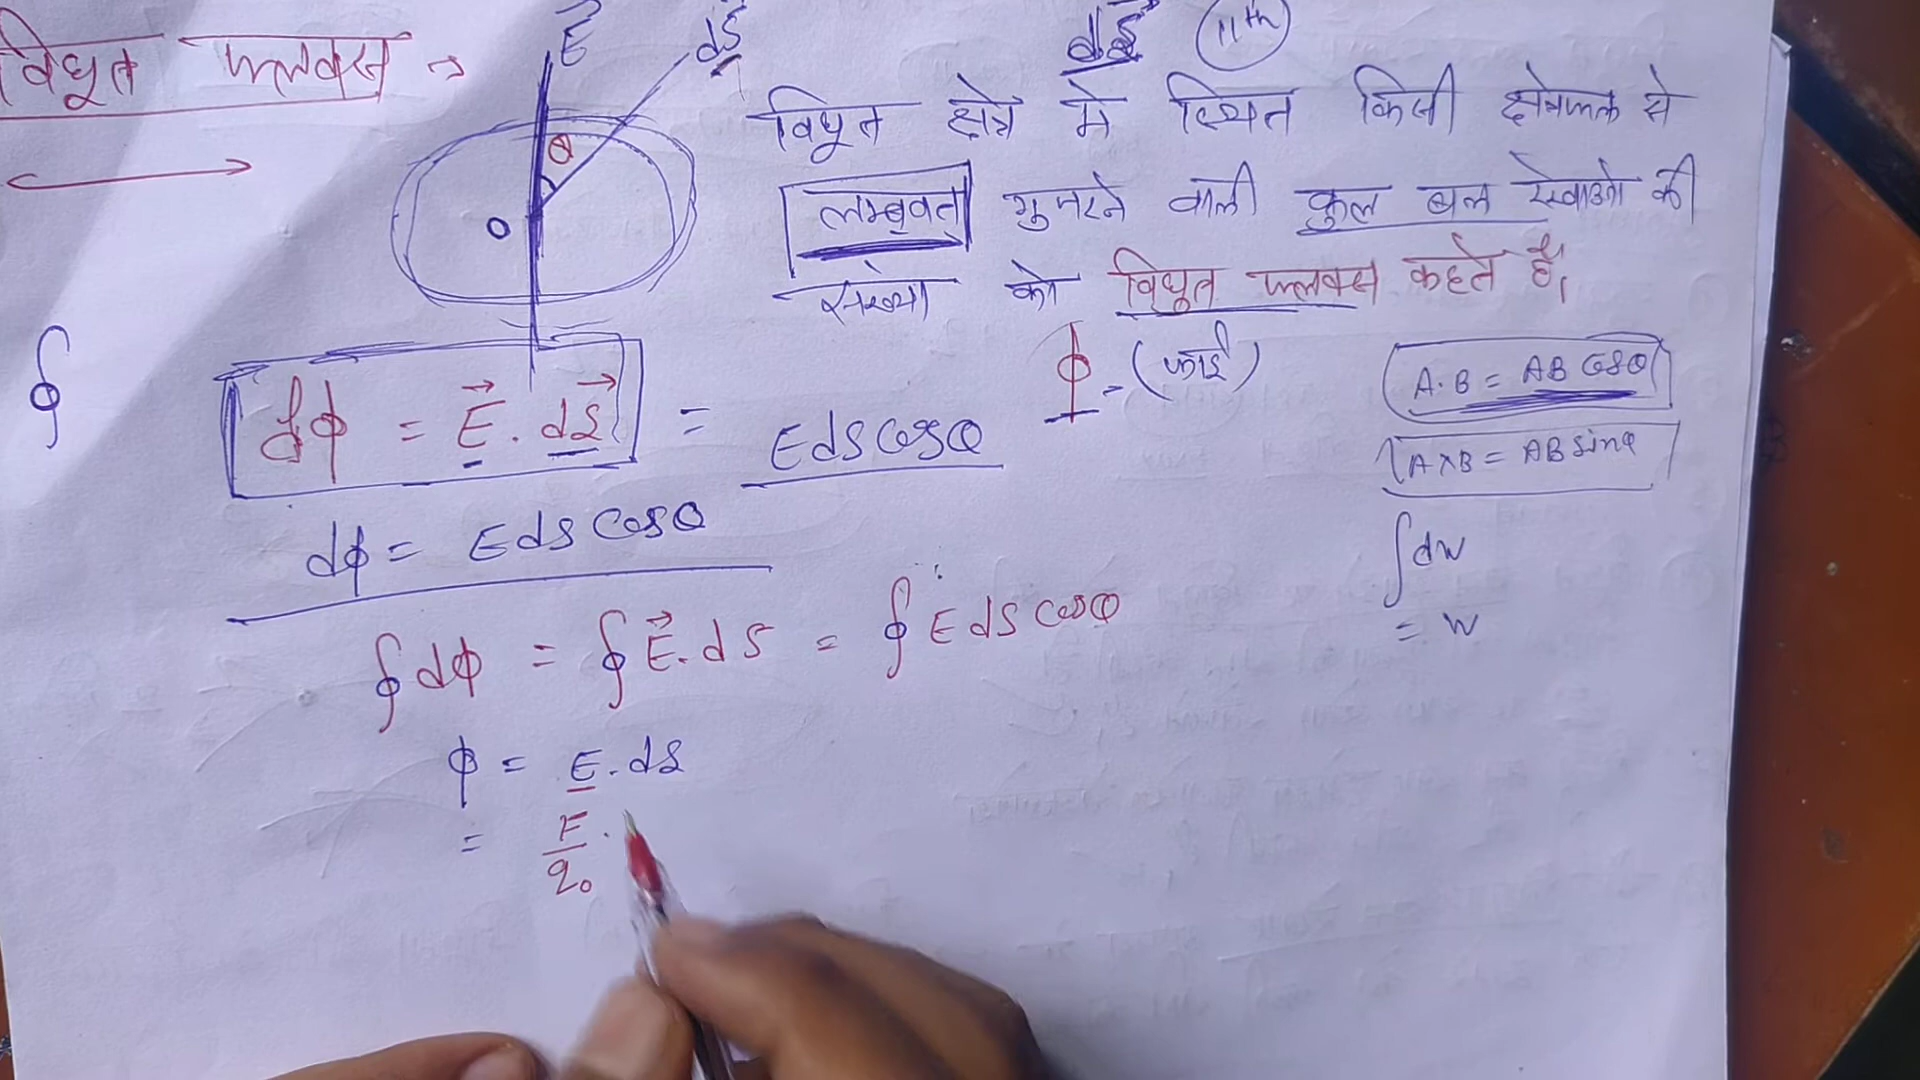 विधुत फ्लक्स →
E dS
θ
O
11th
विधुत क्षेत्र मे स्थित किसी क्षेत्रफल से
लम्बवत् गुजरने वाली कुल बल रेखाओ की
संख्या को विधुत फ्लक्स कहते है।
ϕ - (फाई)
∮
dϕ = E⃗ . dS⃗ = EdS cosθ
A·B = AB cosθ
A×B = AB sinθ
dϕ = EdS cosθ
∫dw
= w
∮dϕ = ∮E⃗. dS = ∮EdS cosθ
ϕ = E. dS
= F/q₀ .